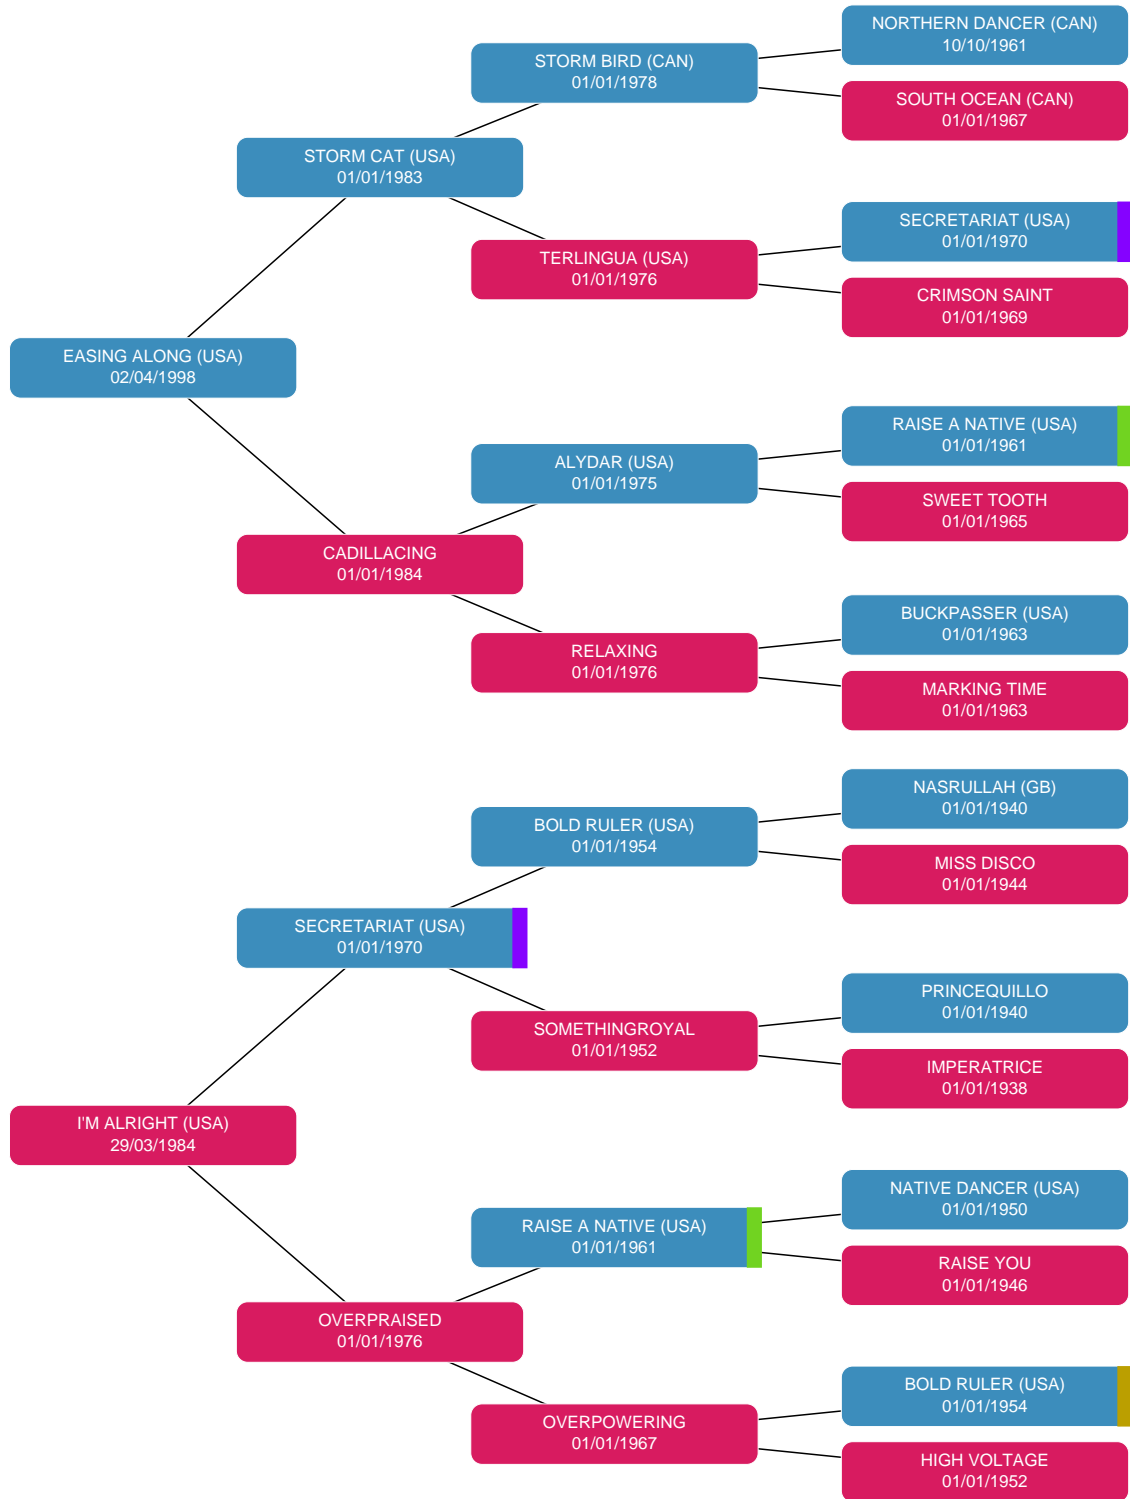 NORTHERN DANCER (CAN)
10/10/1961
STORM BIRD (CAN)
01/01/1978
SOUTH OCEAN (CAN)
01/01/1967
STORM CAT (USA)
01/01/1983
SECRETARIAT (USA)
01/01/1970
TERLINGUA (USA)
01/01/1976
CRIMSON SAINT
01/01/1969
EASING ALONG (USA)
02/04/1998
RAISE A NATIVE (USA)
01/01/1961
ALYDAR (USA)
01/01/1975
SWEET TOOTH
01/01/1965
CADILLACING
01/01/1984
BUCKPASSER (USA)
01/01/1963
RELAXING
01/01/1976
MARKING TIME
01/01/1963
NASRULLAH (GB)
01/01/1940
BOLD RULER (USA)
01/01/1954
MISS DISCO
01/01/1944
SECRETARIAT (USA)
01/01/1970
PRINCEQUILLO
01/01/1940
SOMETHINGROYAL
01/01/1952
IMPERATRICE
01/01/1938
I'M ALRIGHT (USA)
29/03/1984
NATIVE DANCER (USA)
01/01/1950
RAISE A NATIVE (USA)
01/01/1961
RAISE YOU
01/01/1946
OVERPRAISED
01/01/1976
BOLD RULER (USA)
01/01/1954
OVERPOWERING
01/01/1967
HIGH VOLTAGE
01/01/1952